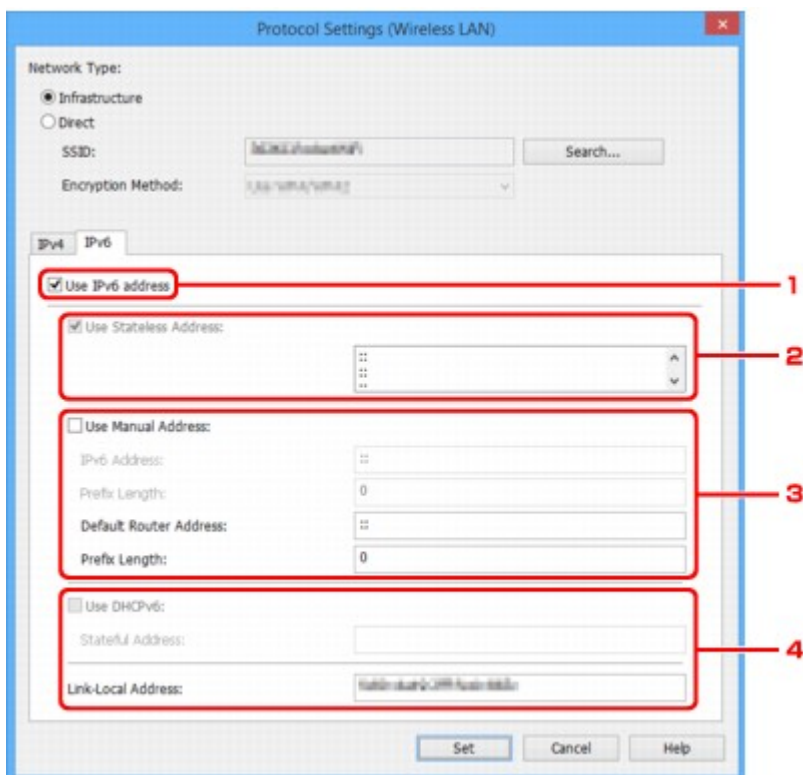 Protocol Settings (Wireless LAN)
Network Type:
Infrastructure
Direct
SSID:
Search...
Encryption Method:
IPv4 IPv6
Use IPv6 address
1
Use Stateless Address:
::
::
::
2
Use Manual Address:
IPv6 Address: ::
Prefix Length: 0
3
Default Router Address: ::
Prefix Length: 0
Use DHCPv6:
Stateful Address:
4
Link-Local Address:
Set Cancel Help